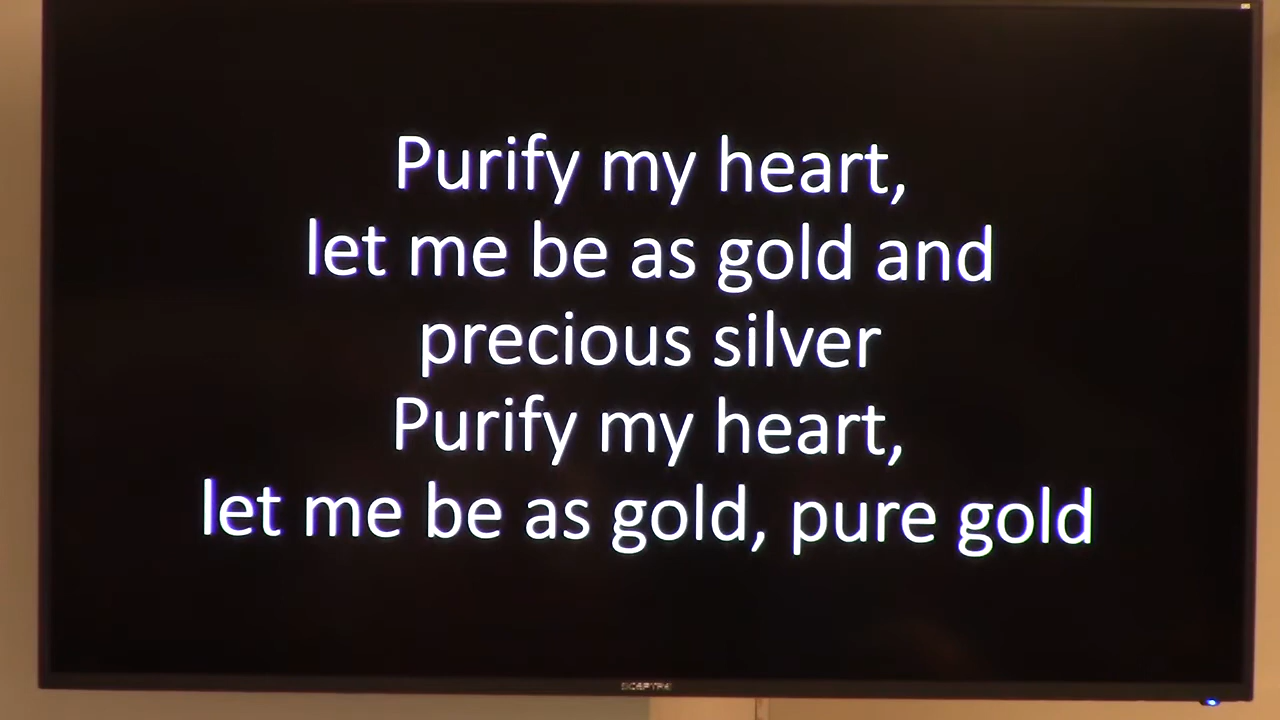 Purify my heart,
let me be as gold and
precious silver
Purify my heart,
let me be as gold, pure gold
SCEPTRE